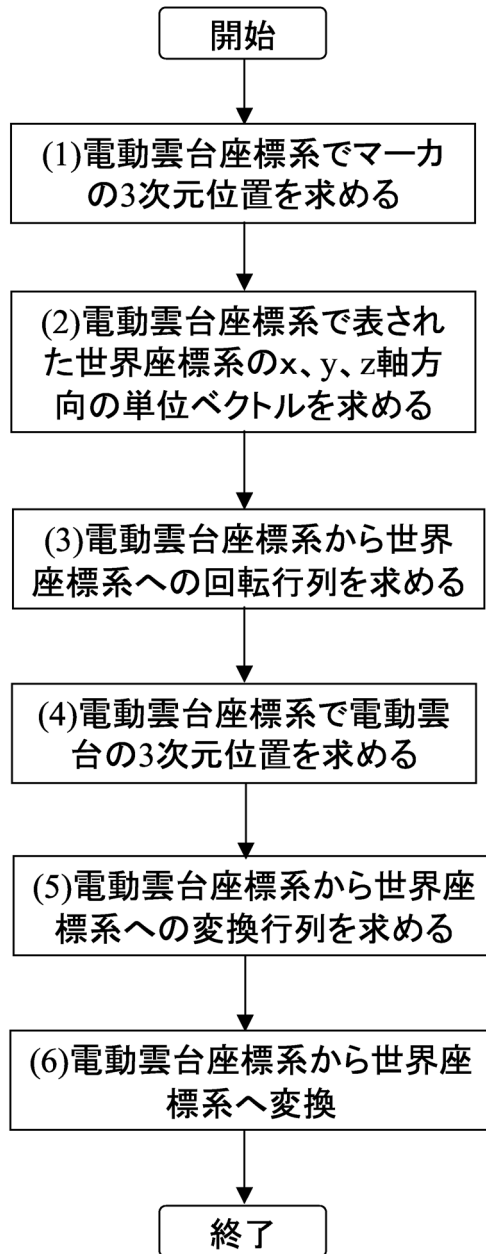 開始
(1)電動雲台座標系でマーカ
の3次元位置を求める
(2)電動雲台座標系で表され
た世界座標系のx、y、z軸方
向の単位ベクトルを求める
(3)電動雲台座標系から世界
座標系への回転行列を求める
(4)電動雲台座標系で電動雲
台の3次元位置を求める
(5)電動雲台座標系から世界座
標系への変換行列を求める
(6)電動雲台座標系から世界座
標系へ変換
終了